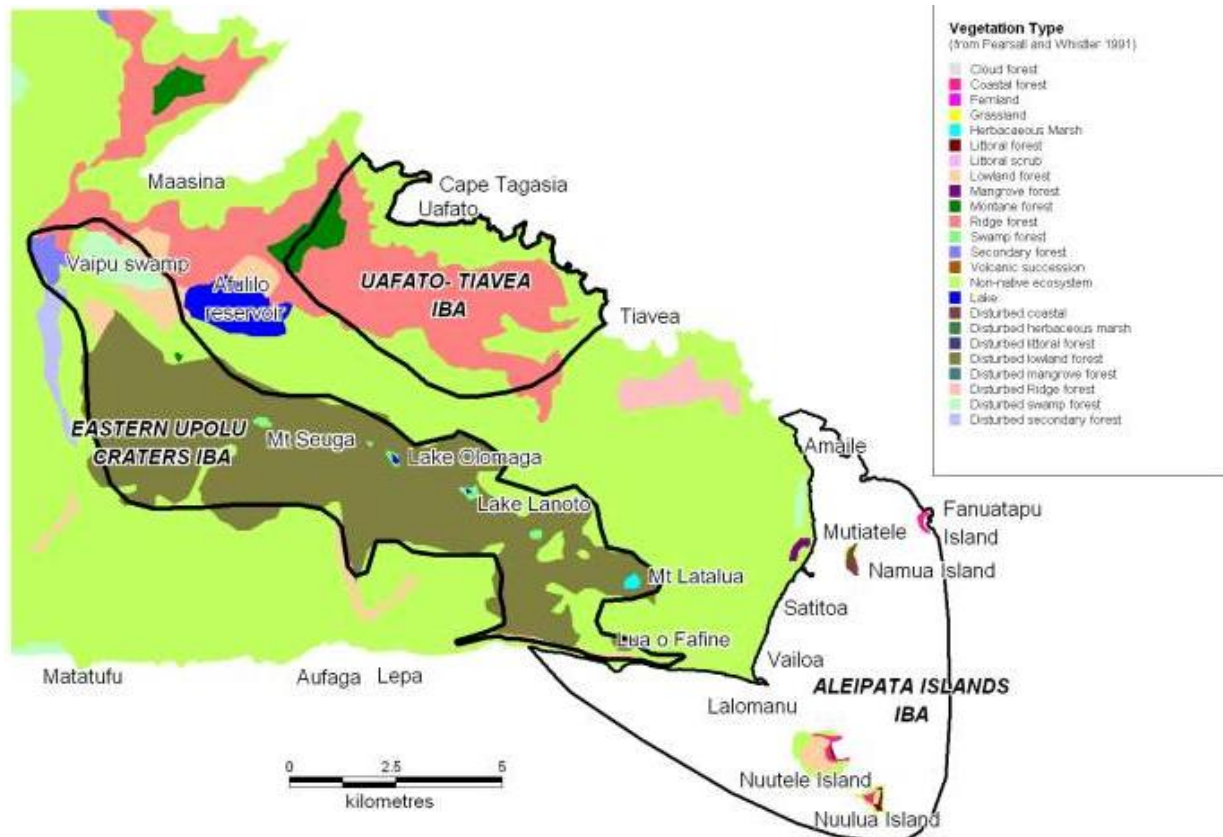 Vegetation Type
(from Pearsall and Whistler 1991)
Cloud forest
Coastal forest
Fernland
Grassland
Herbacaeous Marsh
Littoral forest
Littoral scrub
Lowland forest
Mangrove forest
Montane forest
Ridge forest
Swamp forest
Secondary forest
Volcanic succession
Non-native ecosystem
Lake
Disturbed coastal
Disturbed herbaceous marsh
Disturbed littoral forest
Disturbed lowland forest
Disturbed mangrove forest
Disturbed Ridge forest
Disturbed swamp forest
Disturbed secondary forest
Maasina
Cape Tagasia
Uafato
Vaipu swamp
Afulilo
reservoir
UAFATO- TIAVEA
IBA
Tiavea
EASTERN UPOLU
CRATERS IBA
Mt Seuga
Lake Olomaga
Lake Lanoto
Amaile
Mutiatele
Fanuatapu
Island
Namua Island
Mt Latalua
Satitoa
Lua o Fafine
Vailoa
Matatufu
Aufaga
Lepa
Lalomanu
ALEIPATA ISLANDS
IBA
Nuutele Island
Nuulua Island
0 2.5 5
kilometres